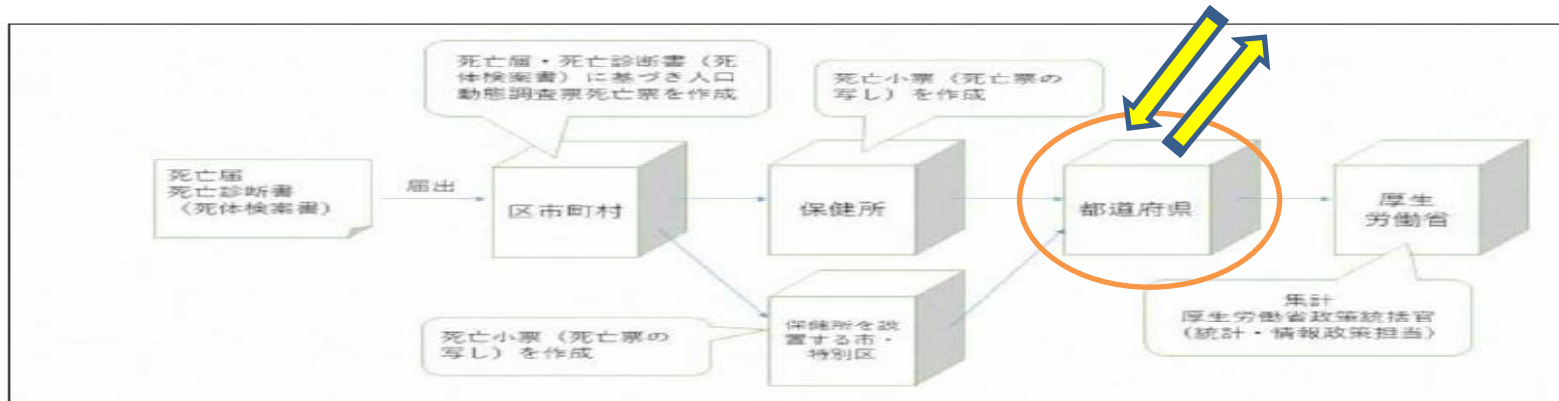 死亡届・死亡診断書（死
体検案書）に基づき人口
動態調査票死亡票を作成
死亡小票（死亡票の
写し）を作成
死亡届
死亡診断書
（死体検案書）
届出
区市町村
保健所
都道府県
厚生
労働省
死亡小票（死亡票の
写し）を作成
保健所を設
置する市・
特別区
集計
厚生労働省政策統括官
（統計・情報政策担当）